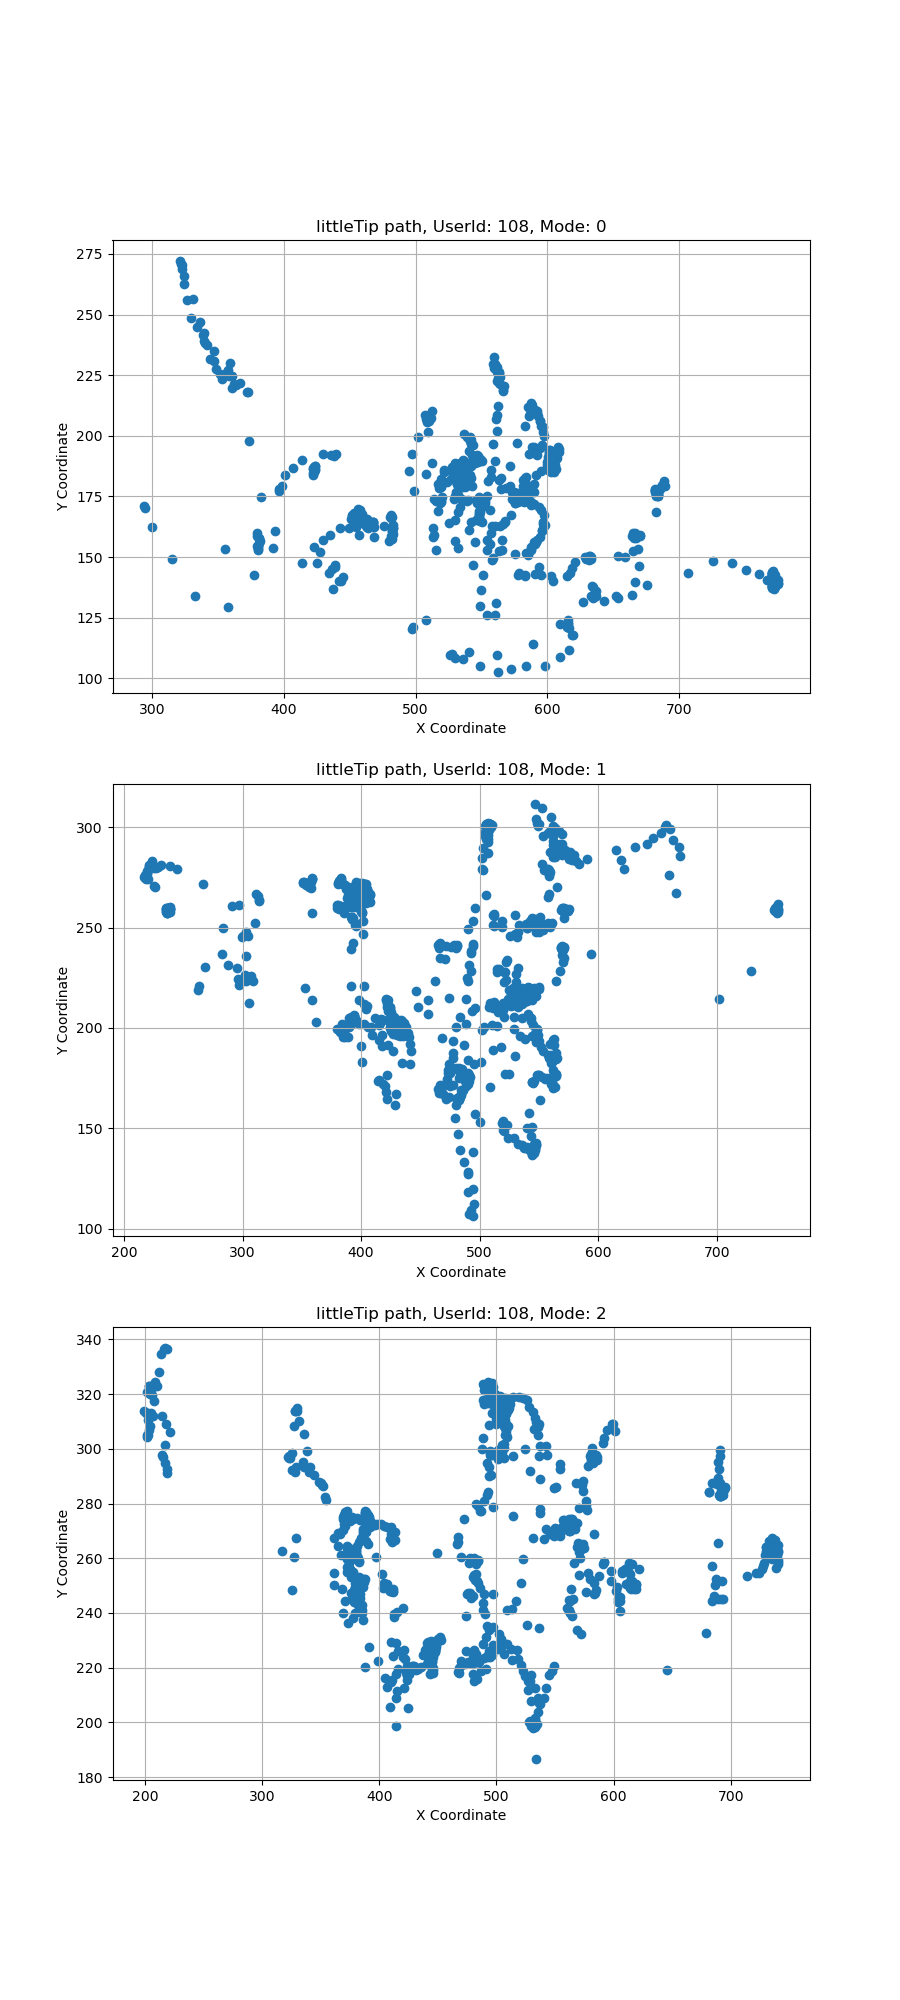 littleTip path, UserId: 108, Mode: 0
275
250
225
200
175
150
125
100
Y Coordinate
300 400 500 600 700
X Coordinate
littleTip path, UserId: 108, Mode: 1
300
250
200
150
100
Y Coordinate
200 300 400 500 600 700
X Coordinate
littleTip path, UserId: 108, Mode: 2
340
320
300
280
260
240
220
200
180
Y Coordinate
200 300 400 500 600 700
X Coordinate